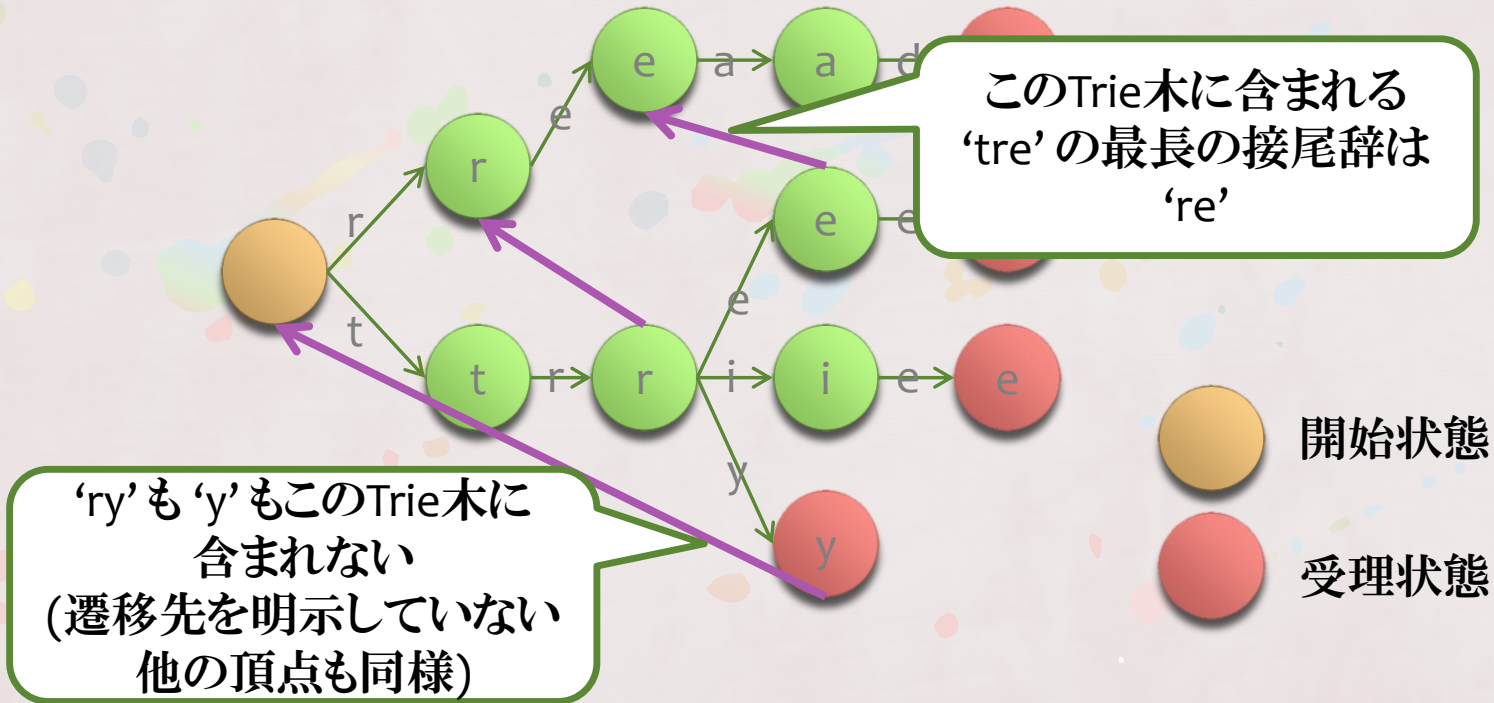 e
a
a
d
e
r
e
r
t
t
r
r
e
e
i
i
e
e
y
y
このTrie木に含まれる
‘tre’ の最長の接尾辞は
‘re’
‘ry’も ‘y’もこのTrie木に
含まれない
(遷移先を明示していない
他の頂点も同様)
開始状態
受理状態